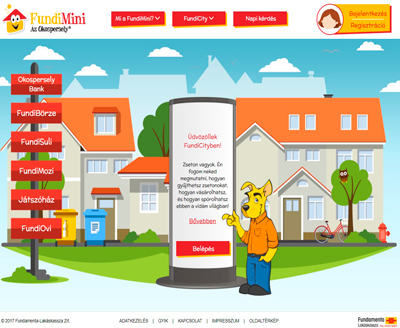 FundiMini
Az Okospersely®
Mi a FundiMini?
FundiCity
Napi kérdés
Bejelentkezés
Regisztráció
Okospersely
Bank
FundiBörze
FundiSuli
FundiMozi
Játszóház
FundiOvi
Üdvözöllek
FundiCityben!
Zseton vagyok. Én
fogom neked
megmutatni, hogyan
gyűjthetsz zsetonokat,
hogyan vásárolhatsz,
és hogyan spórolhatsz
ebben a vidám világban!
Bővebben
Belépés
© 2017 Fundamenta-Lakáskassza Zrt.
ADATKEZELÉS | GYIK | KAPCSOLAT | IMPRESSZUM | OLDALTÉRKÉP
Fundamenta
LAKÁSKASSZA